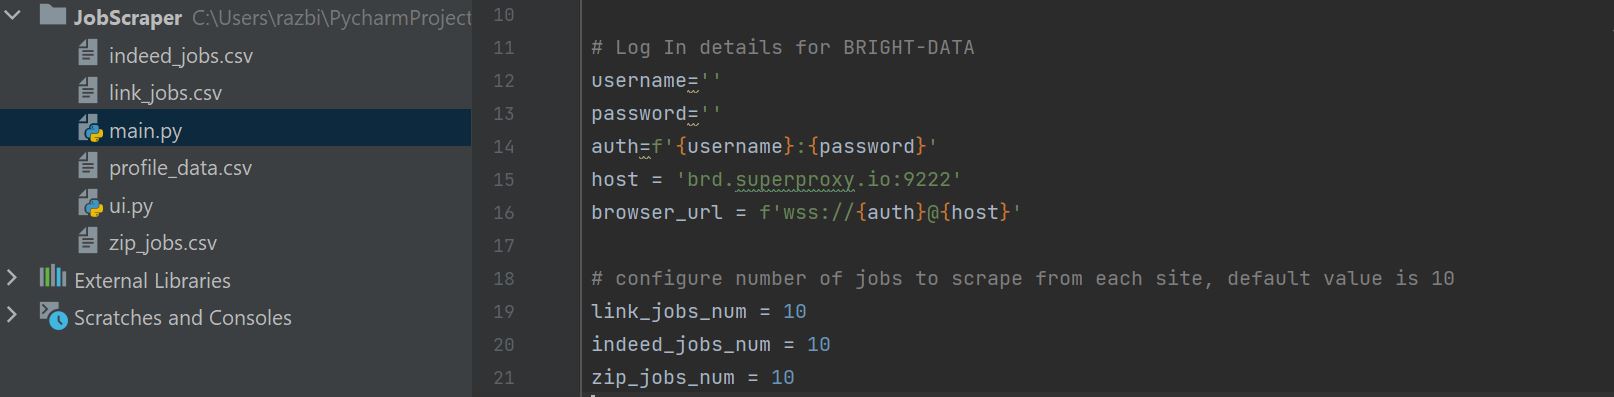 JobScraper C:\Users\razbi\PycharmProject
indeed_jobs.csv
link_jobs.csv
main.py
profile_data.csv
ui.py
zip_jobs.csv
External Libraries
Scratches and Consoles
10
11 # Log In details for BRIGHT-DATA
12 username=''
13 password=''
14 auth=f'{username}:{password}'
15 host = 'brd.superproxy.io:9222'
16 browser_url = f'wss://{auth}@{host}'
17
18 # configure number of jobs to scrape from each site, default value is 10
19 link_jobs_num = 10
20 indeed_jobs_num = 10
21 zip_jobs_num = 10